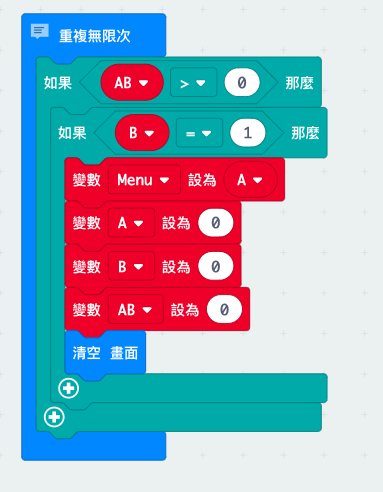 重複無限次
如果 AB > 0 那麼
如果 B = 1 那麼
變數 Menu 設為 A
變數 A 設為 0
變數 B 設為 0
變數 AB 設為 0
清空 畫面